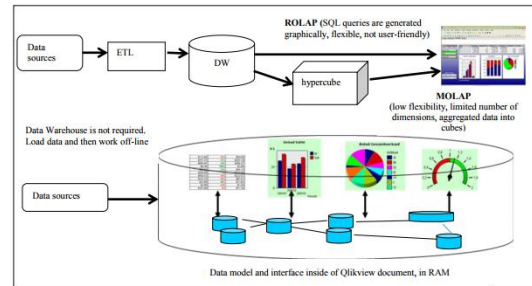 ROLAP (SQL queries are generated
graphically, flexible, not user-friendly)
Data
sources
ETL
DW
hypercube
MOLAP
(low flexibility, limited number of
dimensions, aggregated data into
cubes)
Data Warehouse is not required.
Load data and then work off-line
Data sources
Data model and interface inside of Qlikview document, in RAM